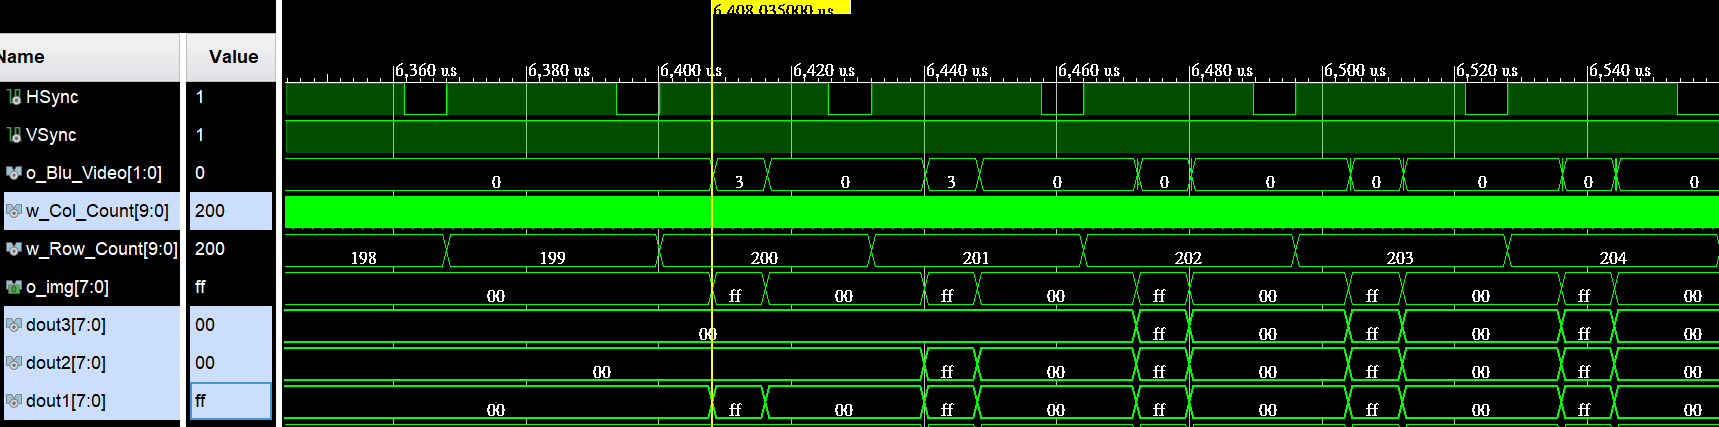 6,408.035000 us
Name Value
6,360 us 6,380 us 6,400 us 6,420 us 6,440 us 6,460 us 6,480 us 6,500 us 6,520 us 6,540 us
HSync 1
VSync 1
o_Blu_Video[1:0] 0 0 3 0 3 0 0 0 0 0 0 0
w_Col_Count[9:0] 200
w_Row_Count[9:0] 200 198 199 200 201 202 203 204
o_img[7:0] ff 00 ff 00 ff 00 ff 00 ff 00 ff 00
dout3[7:0] 00 00 ff 00 ff 00 ff 00
dout2[7:0] 00 00 ff 00 ff 00 ff 00 ff 00
dout1[7:0] ff 00 ff 00 ff 00 ff 00 ff 00 ff 00